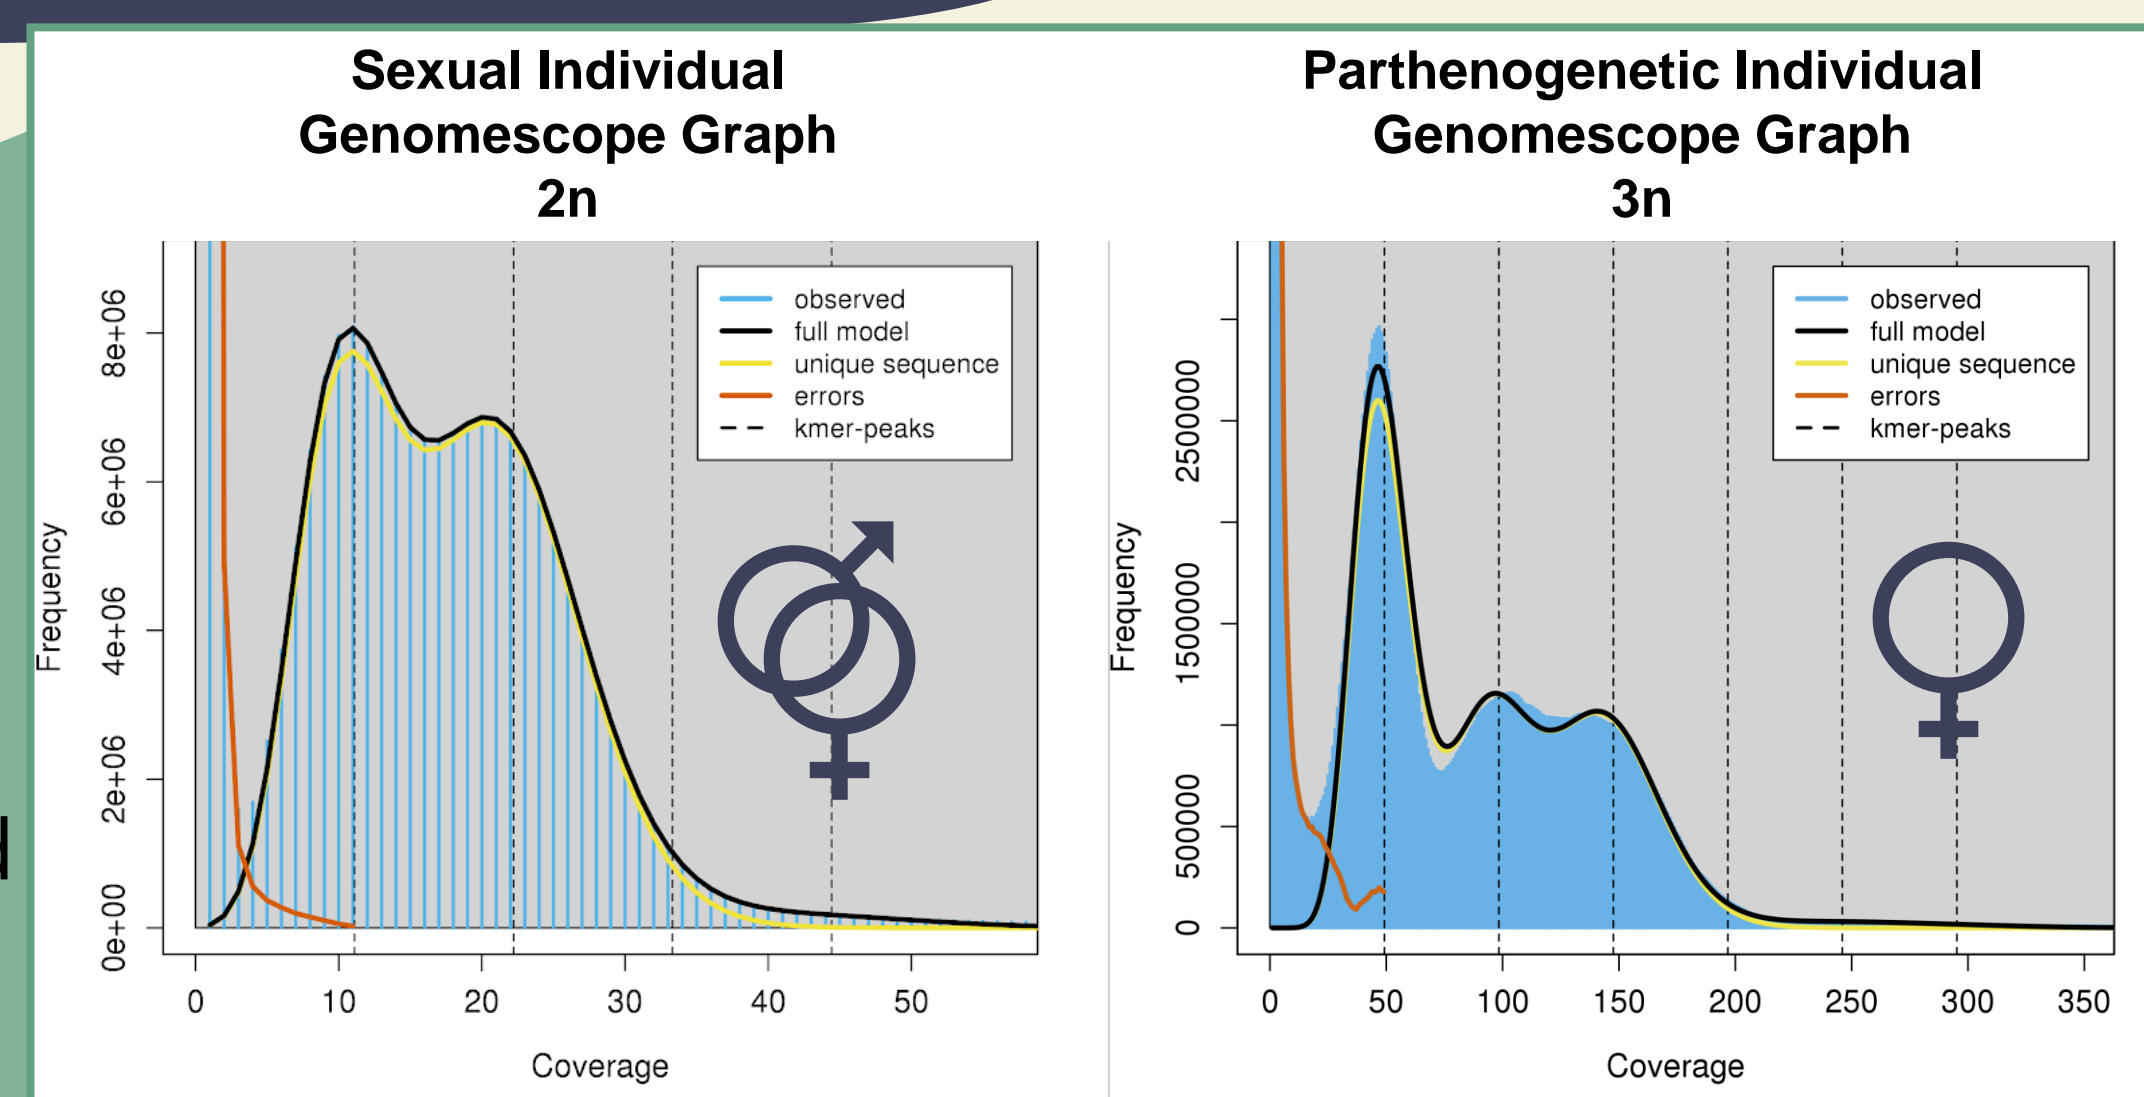 Sexual Individual
Genomescope Graph
2n
Frequency
8e+06
6e+06
4e+06
2e+06
0e+00
observed
full model
unique sequence
errors
kmer-peaks
0 10 20 30 40 50
Coverage
Parthenogenetic Individual
Genomescope Graph
3n
Frequency
2500000
1500000
500000
0
observed
full model
unique sequence
errors
kmer-peaks
0 50 100 150 200 250 300 350
Coverage